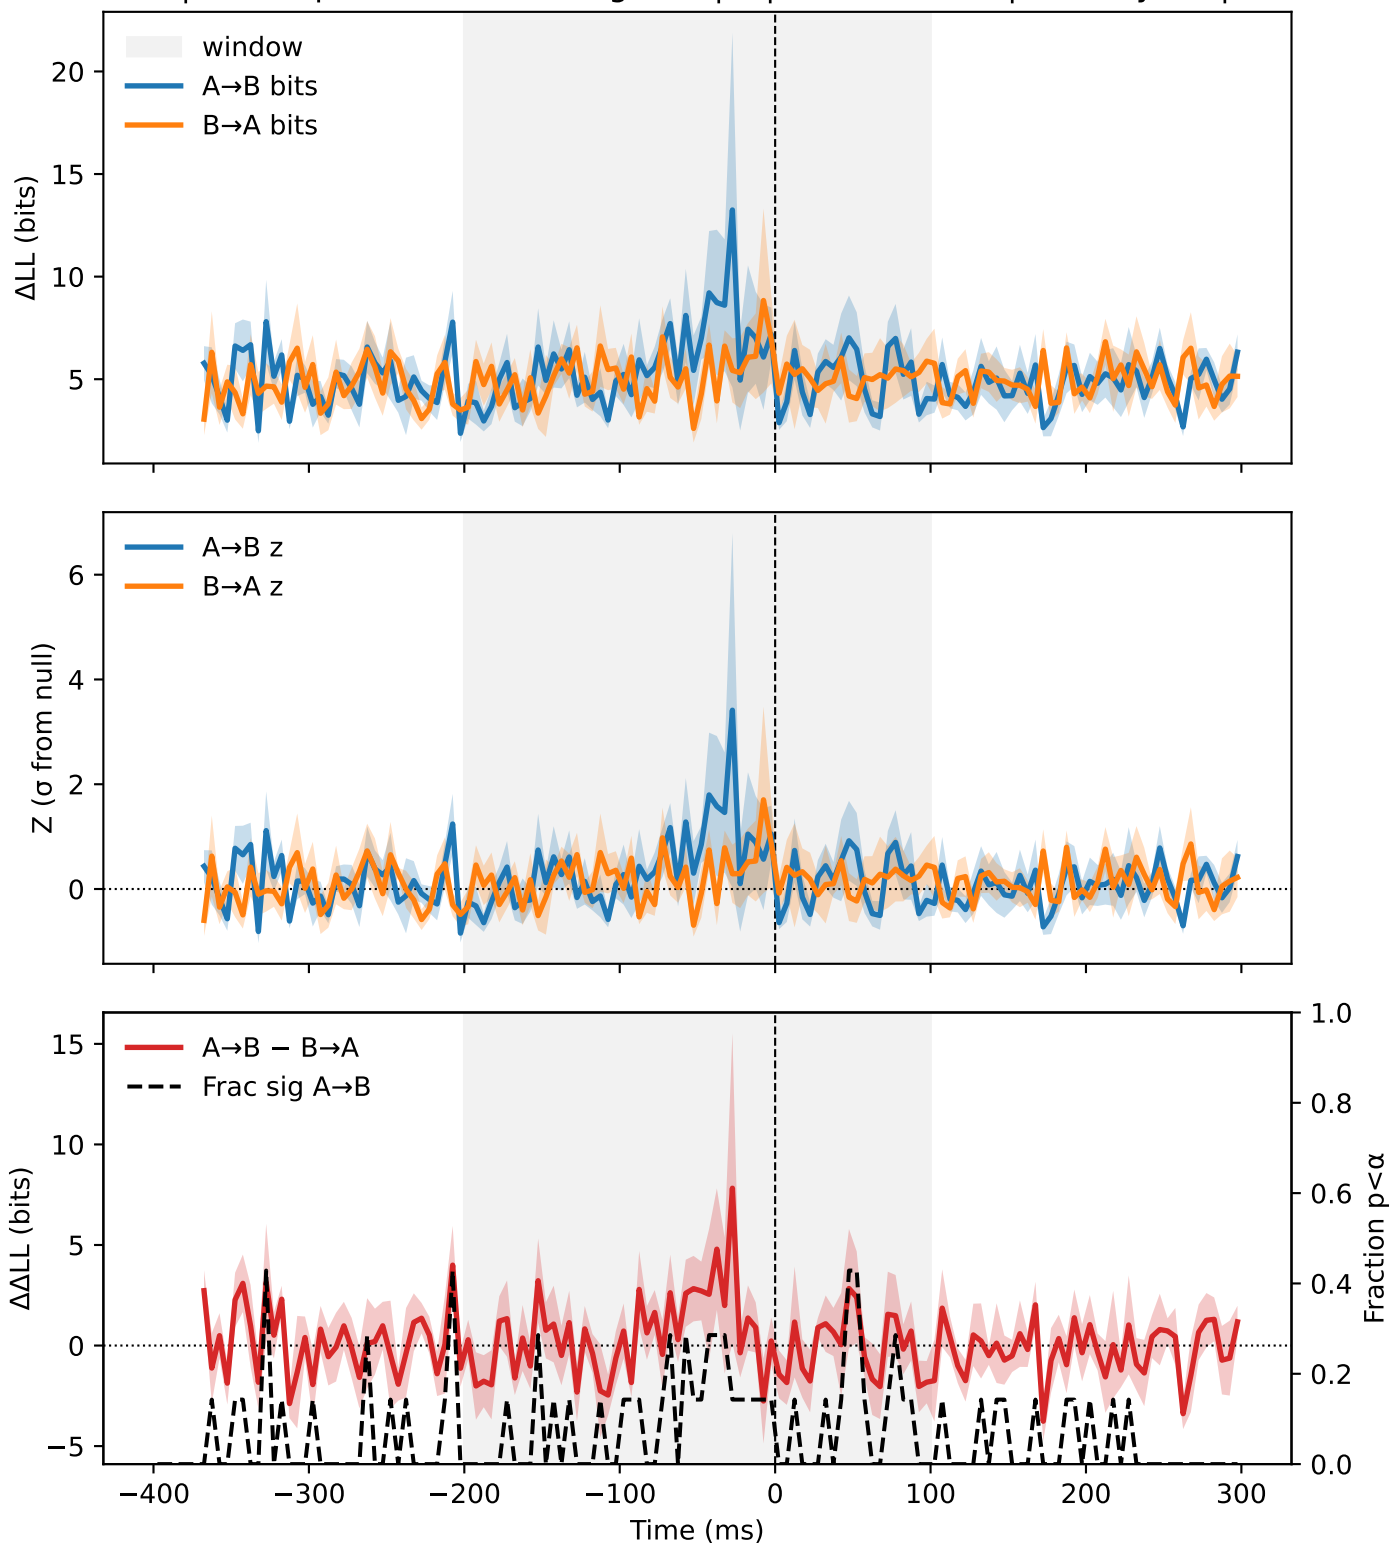 window
A→B bits
B→A bits
20
15
10
5
ΔLL (bits)
A→B z
B→A z
6
4
2
0
Z (σ from null)
A→B − B→A
Frac sig A→B
15
10
5
0
−5
ΔΔLL (bits)
1.0
0.8
0.6
0.4
0.2
0.0
Fraction p<α
−400 −300 −200 −100 0 100 200 300
Time (ms)